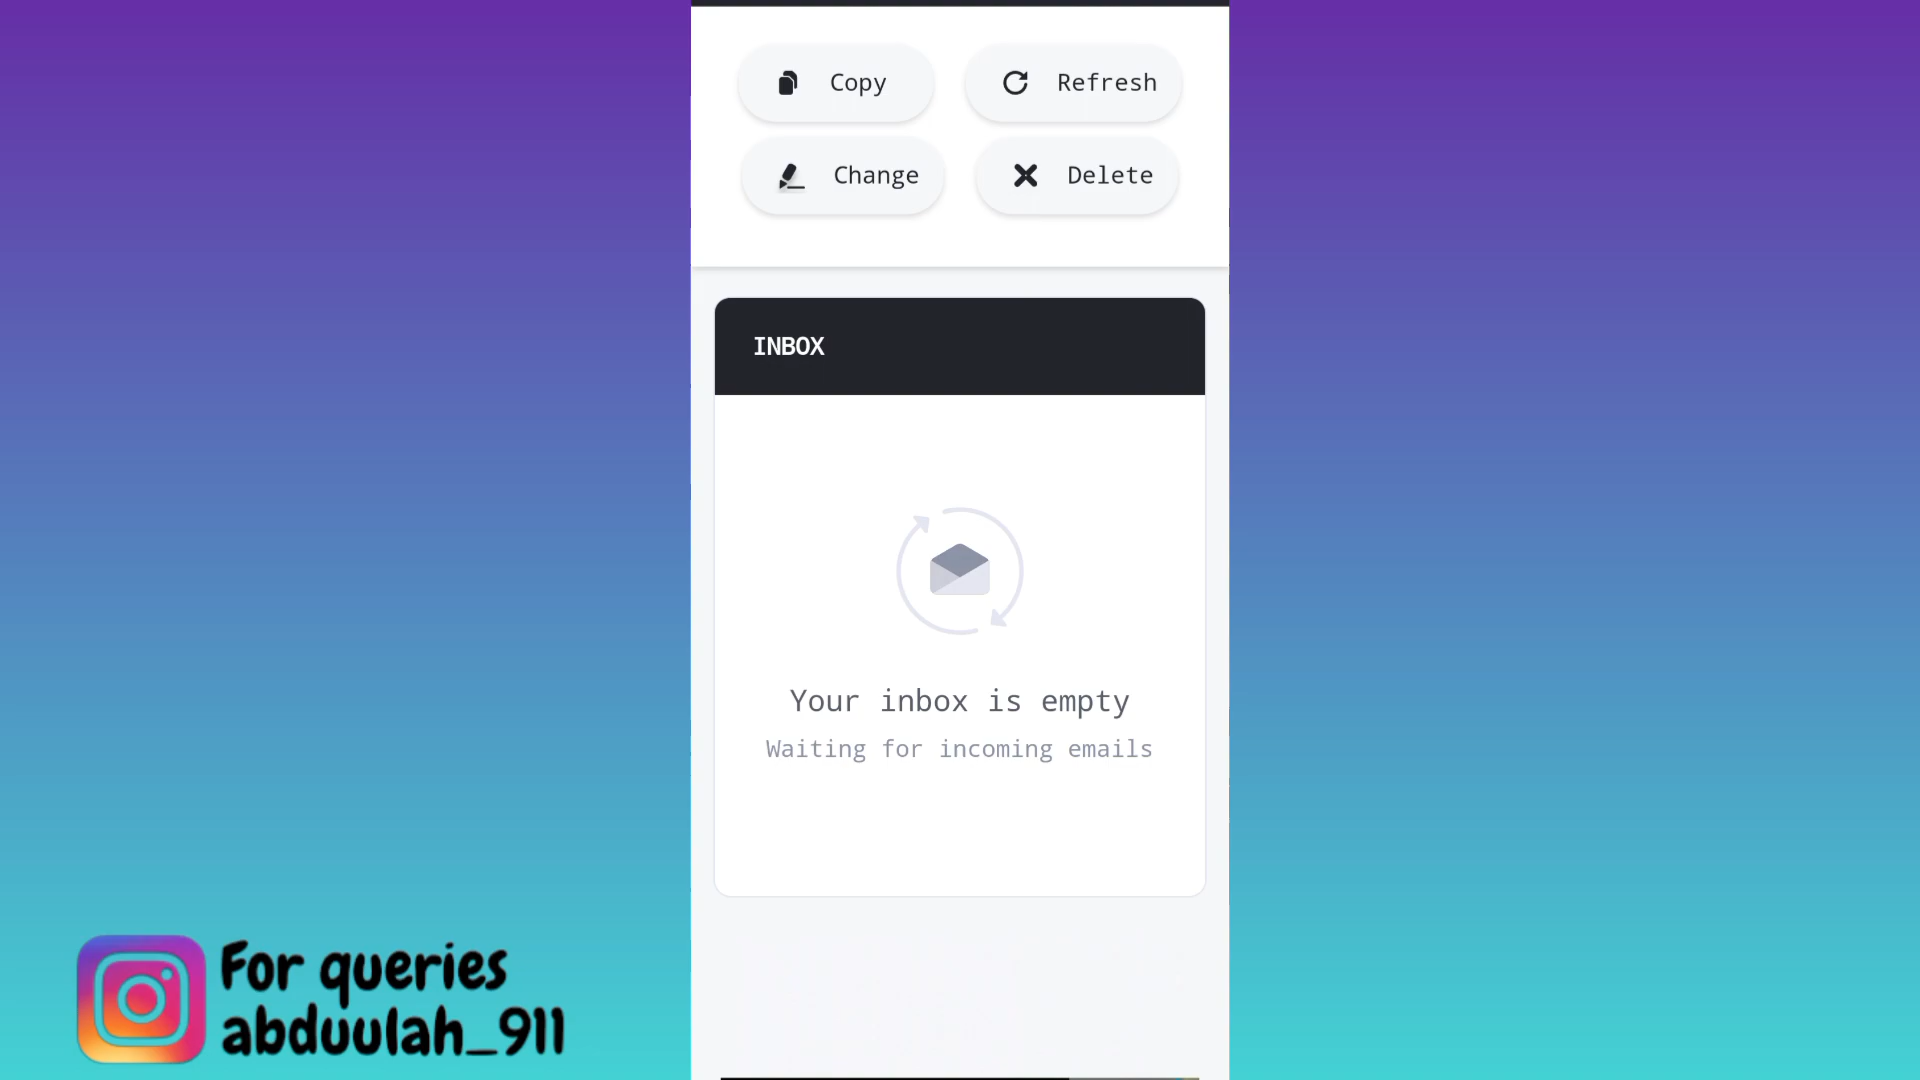 Copy
Refresh
Change
Delete
INBOX
Your inbox is empty
Waiting for incoming emails
For queries
abduulah_911